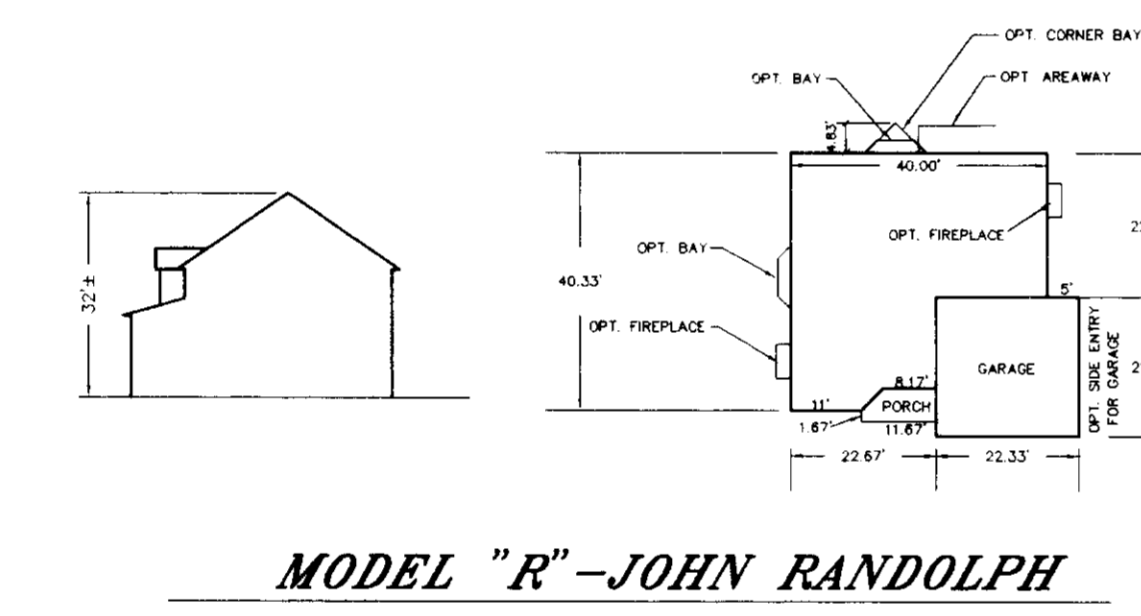 OPT. CORNER BAY
OPT. BAY
OPT AREAWAY
4.83'
40.00'
OPT. FIREPLACE
OPT. BAY
32'±
40.33'
5'
OPT. FIREPLACE
GARAGE
OPT. SIDE ENTRY
FOR GARAGE
8.17'
11'
PORCH
1.67'
11.67'
22.67'
22.33'
MODEL "R"-JOHN RANDOLPH